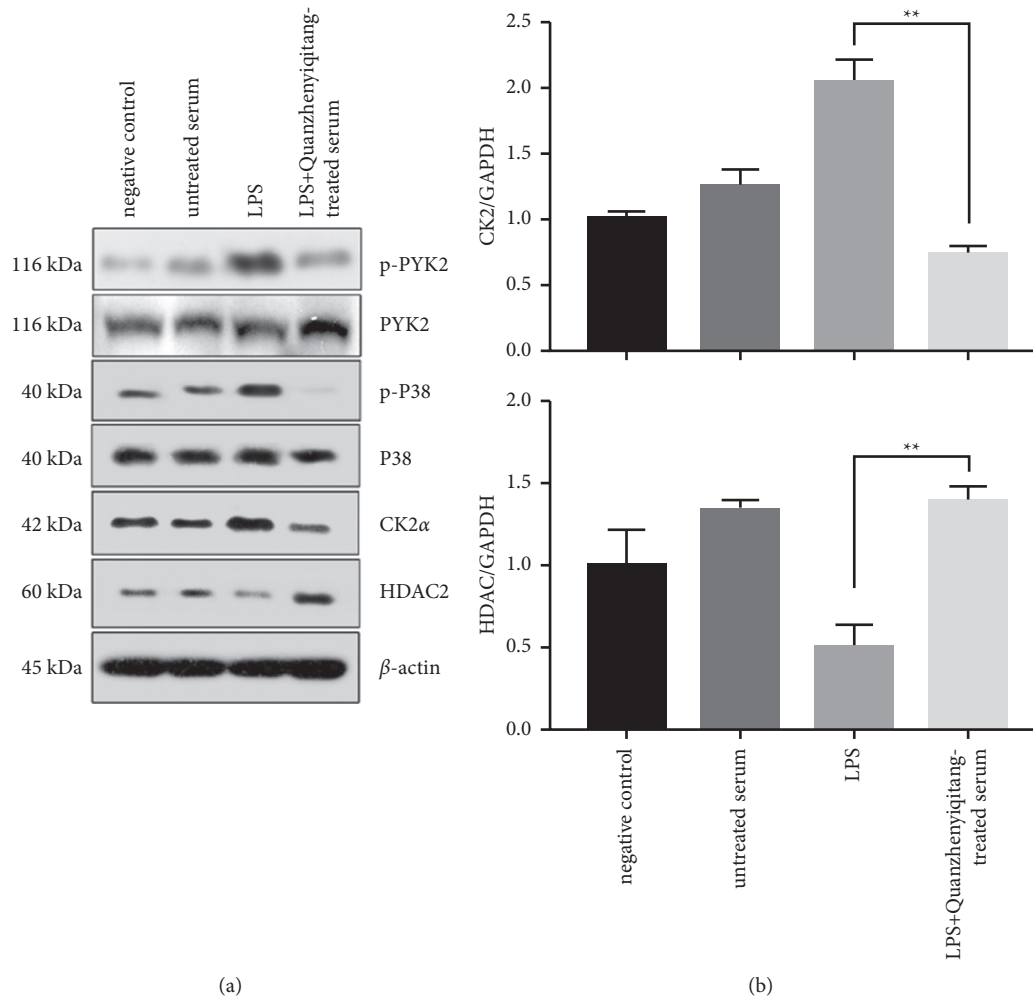 negative control
untreated serum
LPS
LPS+Quanzhenyiqitang-
treated serum
116 kDa
p-PYK2
116 kDa
PYK2
40 kDa
p-P38
40 kDa
P38
42 kDa
CK2α
60 kDa
HDAC2
45 kDa
β-actin
(a)
CK2/GAPDH
2.5
2.0
1.5
1.0
0.5
0.0
**
HDAC/GAPDH
2.0
1.5
1.0
0.5
0.0
**
negative control
untreated serum
LPS
LPS+Quanzhenyiqitang-
treated serum
(b)